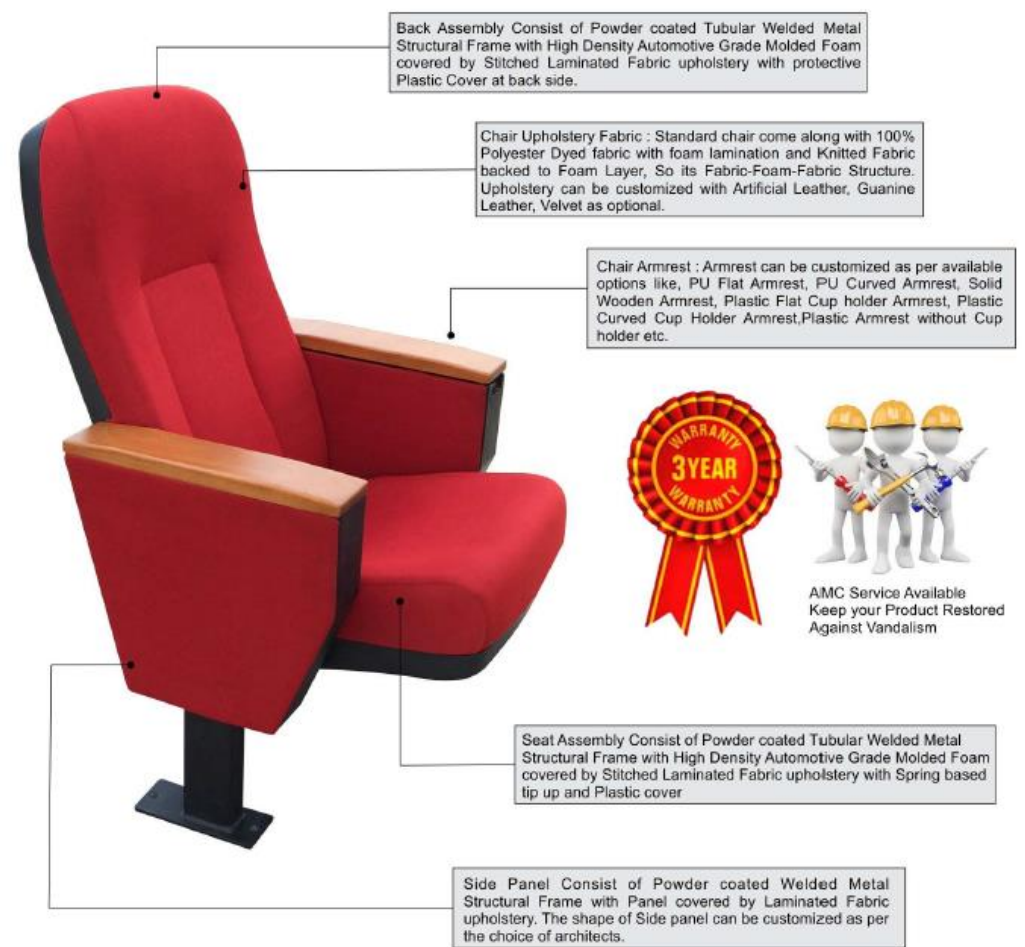 Back Assembly Consist of Powder coated Tubular Welded Metal
Structural Frame with High Density Automotive Grade Molded Foam
covered by Stitched Laminated Fabric upholstery with protective
Plastic Cover at back side.
Chair Upholstery Fabric : Standard chair come along with 100%
Polyester Dyed fabric with foam lamination and Knitted Fabric
backed to Foam Layer, So its Fabric-Foam-Fabric Structure.
Upholstery can be customized with Artificial Leather, Guanine
Leather, Velvet as optional.
Chair Armrest : Armrest can be customized as per available
options like, PU Flat Armrest, PU Curved Armrest, Solid
Wooden Armrest, Plastic Flat Cup holder Armrest, Plastic
Curved Cup Holder Armrest,Plastic Armrest without Cup
holder etc.
WARRANTY
3 YEAR
WARRANTY
AMC Service Available
Keep your Product Restored
Against Vandalism
Seat Assembly Consist of Powder coated Tubular Welded Metal
Structural Frame with High Density Automotive Grade Molded Foam
covered by Stitched Laminated Fabric upholstery with Spring based
tip up and Plastic cover
Side Panel Consist of Powder coated Welded Metal
Structural Frame with Panel covered by Laminated Fabric
upholstery. The shape of Side panel can be customized as per
the choice of architects.